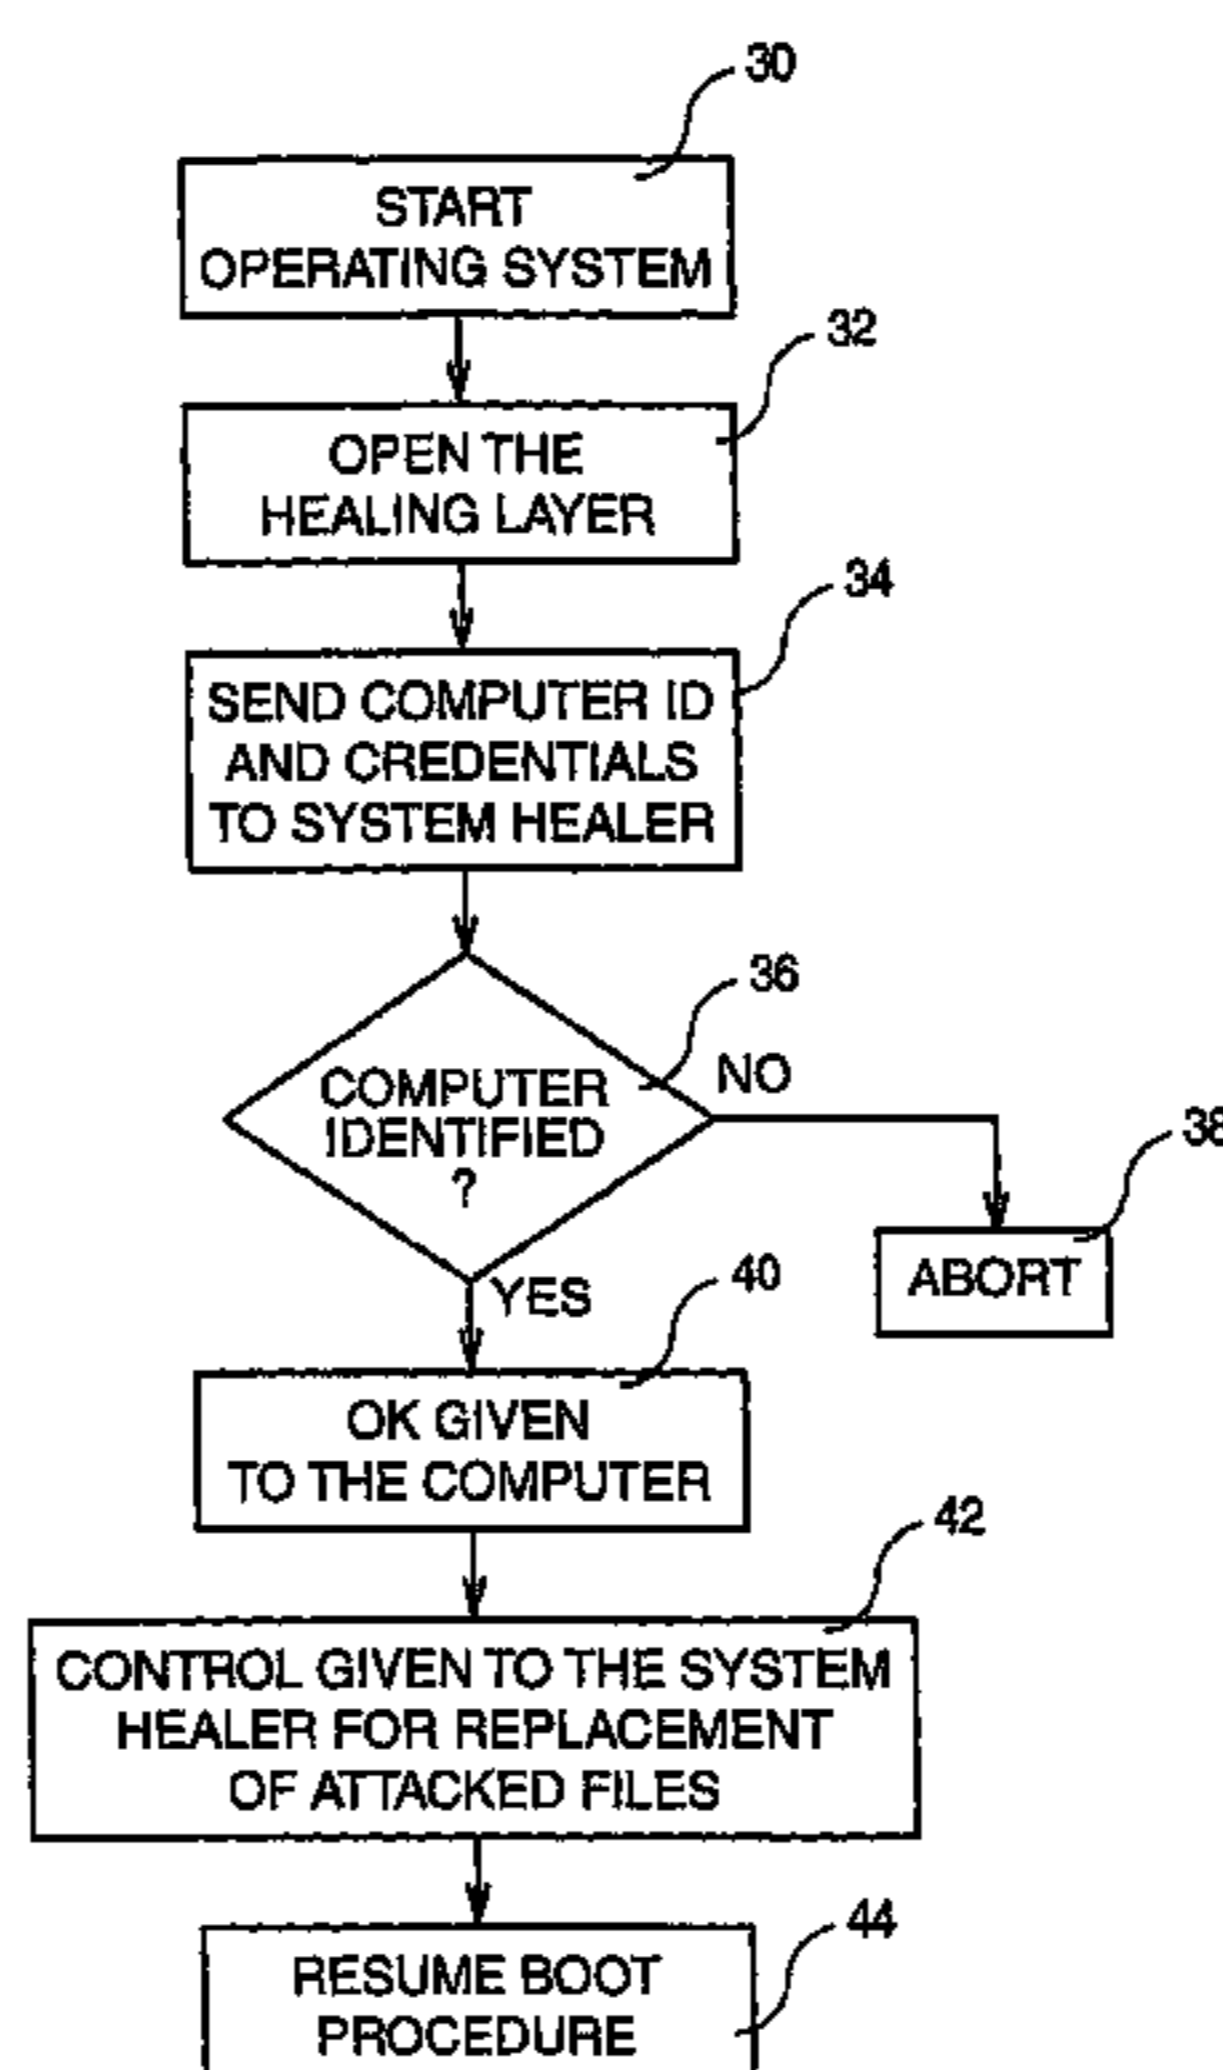 30
START
OPERATING SYSTEM
32
OPEN THE
HEALING LAYER
34
SEND COMPUTER ID
AND CREDENTIALS
TO SYSTEM HEALER
36
COMPUTER
IDENTIFIED
?
NO
38
ABORT
YES
40
OK GIVEN
TO THE COMPUTER
42
CONTROL GIVEN TO THE SYSTEM
HEALER FOR REPLACEMENT
OF ATTACKED FILES
44
RESUME BOOT
PROCEDURE